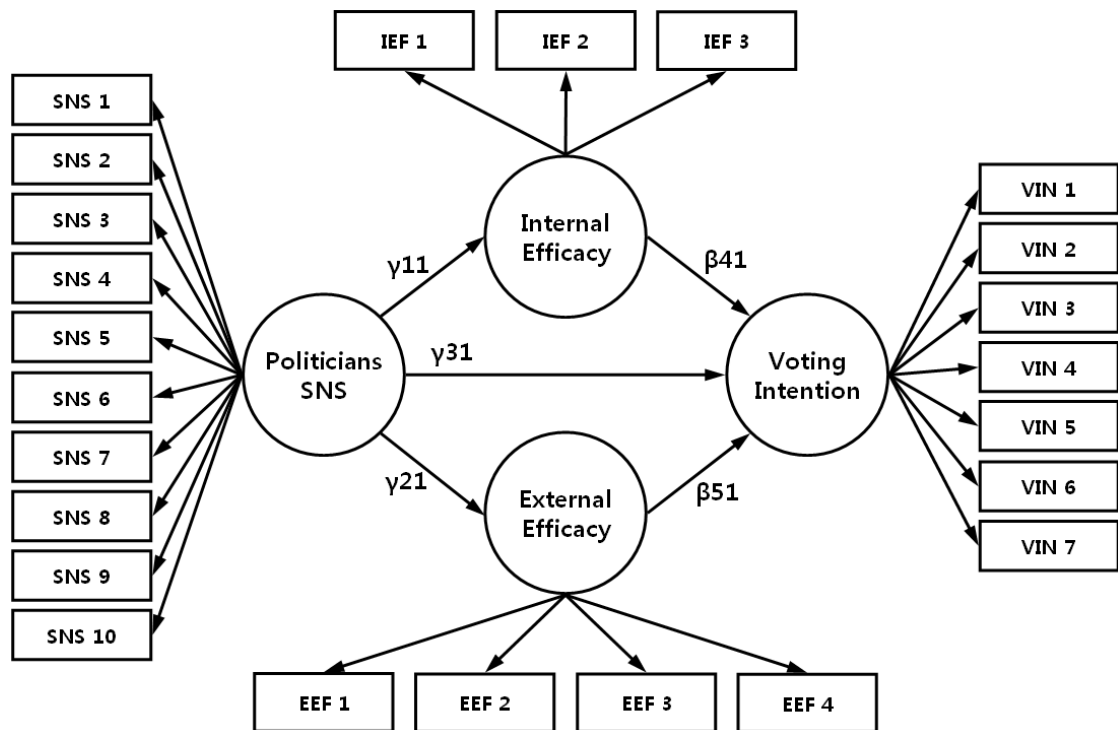 IEF 1
IEF 2
IEF 3
SNS 1
SNS 2
SNS 3
SNS 4
SNS 5
SNS 6
SNS 7
SNS 8
SNS 9
SNS 10
Politicians
SNS
γ11
γ31
γ21
Internal
Efficacy
External
Efficacy
β41
β51
Voting
Intention
VIN 1
VIN 2
VIN 3
VIN 4
VIN 5
VIN 6
VIN 7
EEF 1
EEF 2
EEF 3
EEF 4